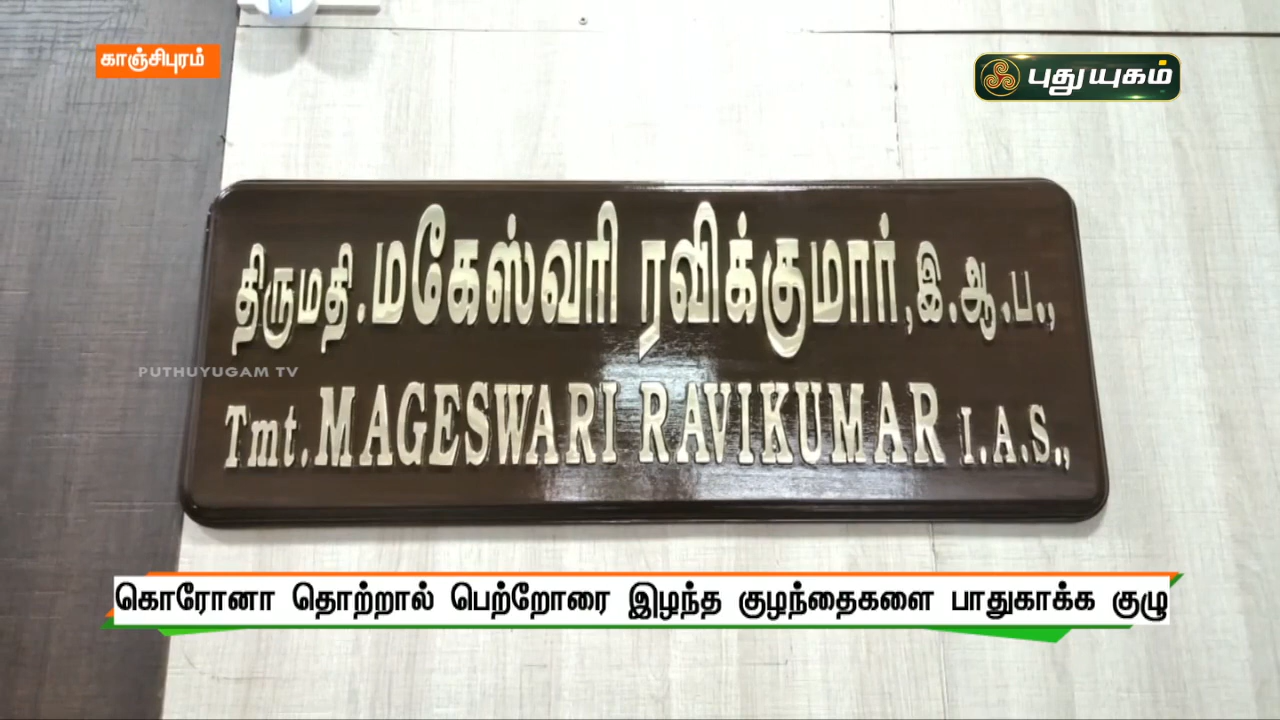 காஞ்சிபுரம்
புதுயுகம்
திருமதி.மகேஸ்வரி ரவிக்குமார்,இ.ஆ.ப.,
PUTHUYUGAM TV
Tmt.MAGESWARI RAVIKUMAR I.A.S.,
கொரோனா தொற்றால் பெற்றோரை இழந்த குழந்தைகளை பாதுகாக்க குழு